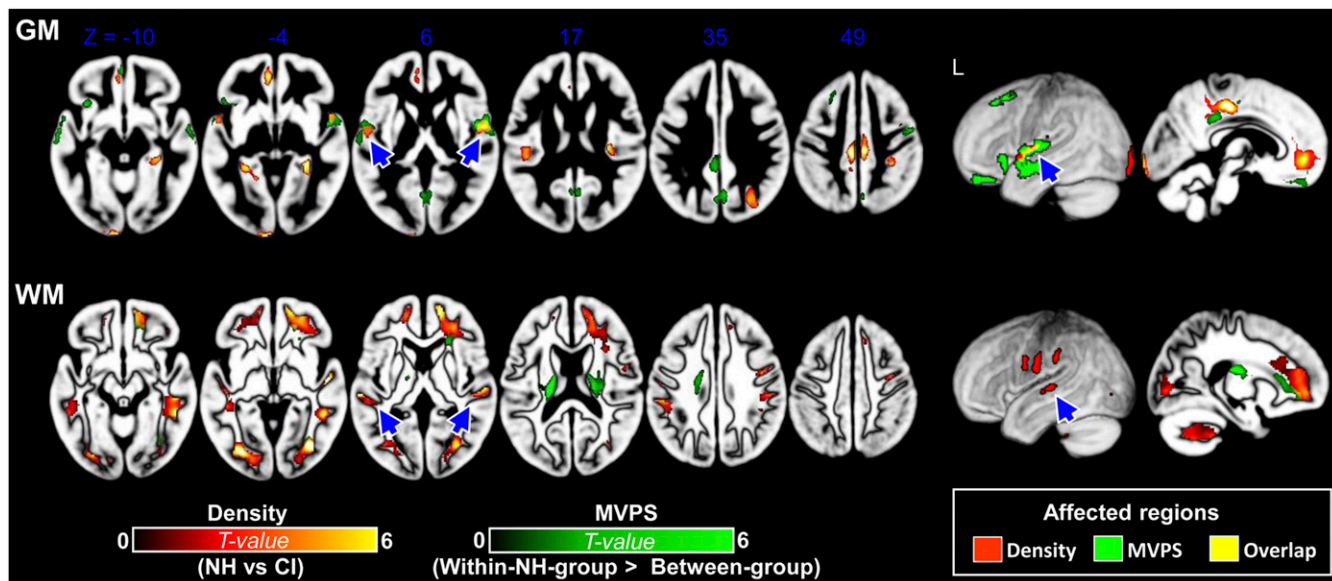 GM
Z = -10 -4 6 17 35 49
L
WM
Density
0 T-value 6
(NH vs CI)
MVPS
0 T-value 6
(Within-NH-group > Between-group)
Affected regions
Density MVPS Overlap